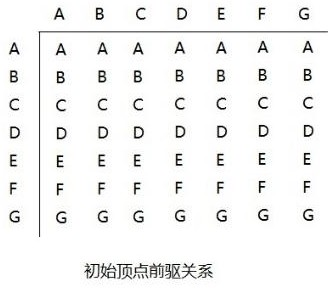 A B C D E F G
A A A A A A A A
B B B B B B B B
C C C C C C C C
D D D D D D D D
E E E E E E E E
F F F F F F F F
G G G G G G G G
初始顶点前驱关系